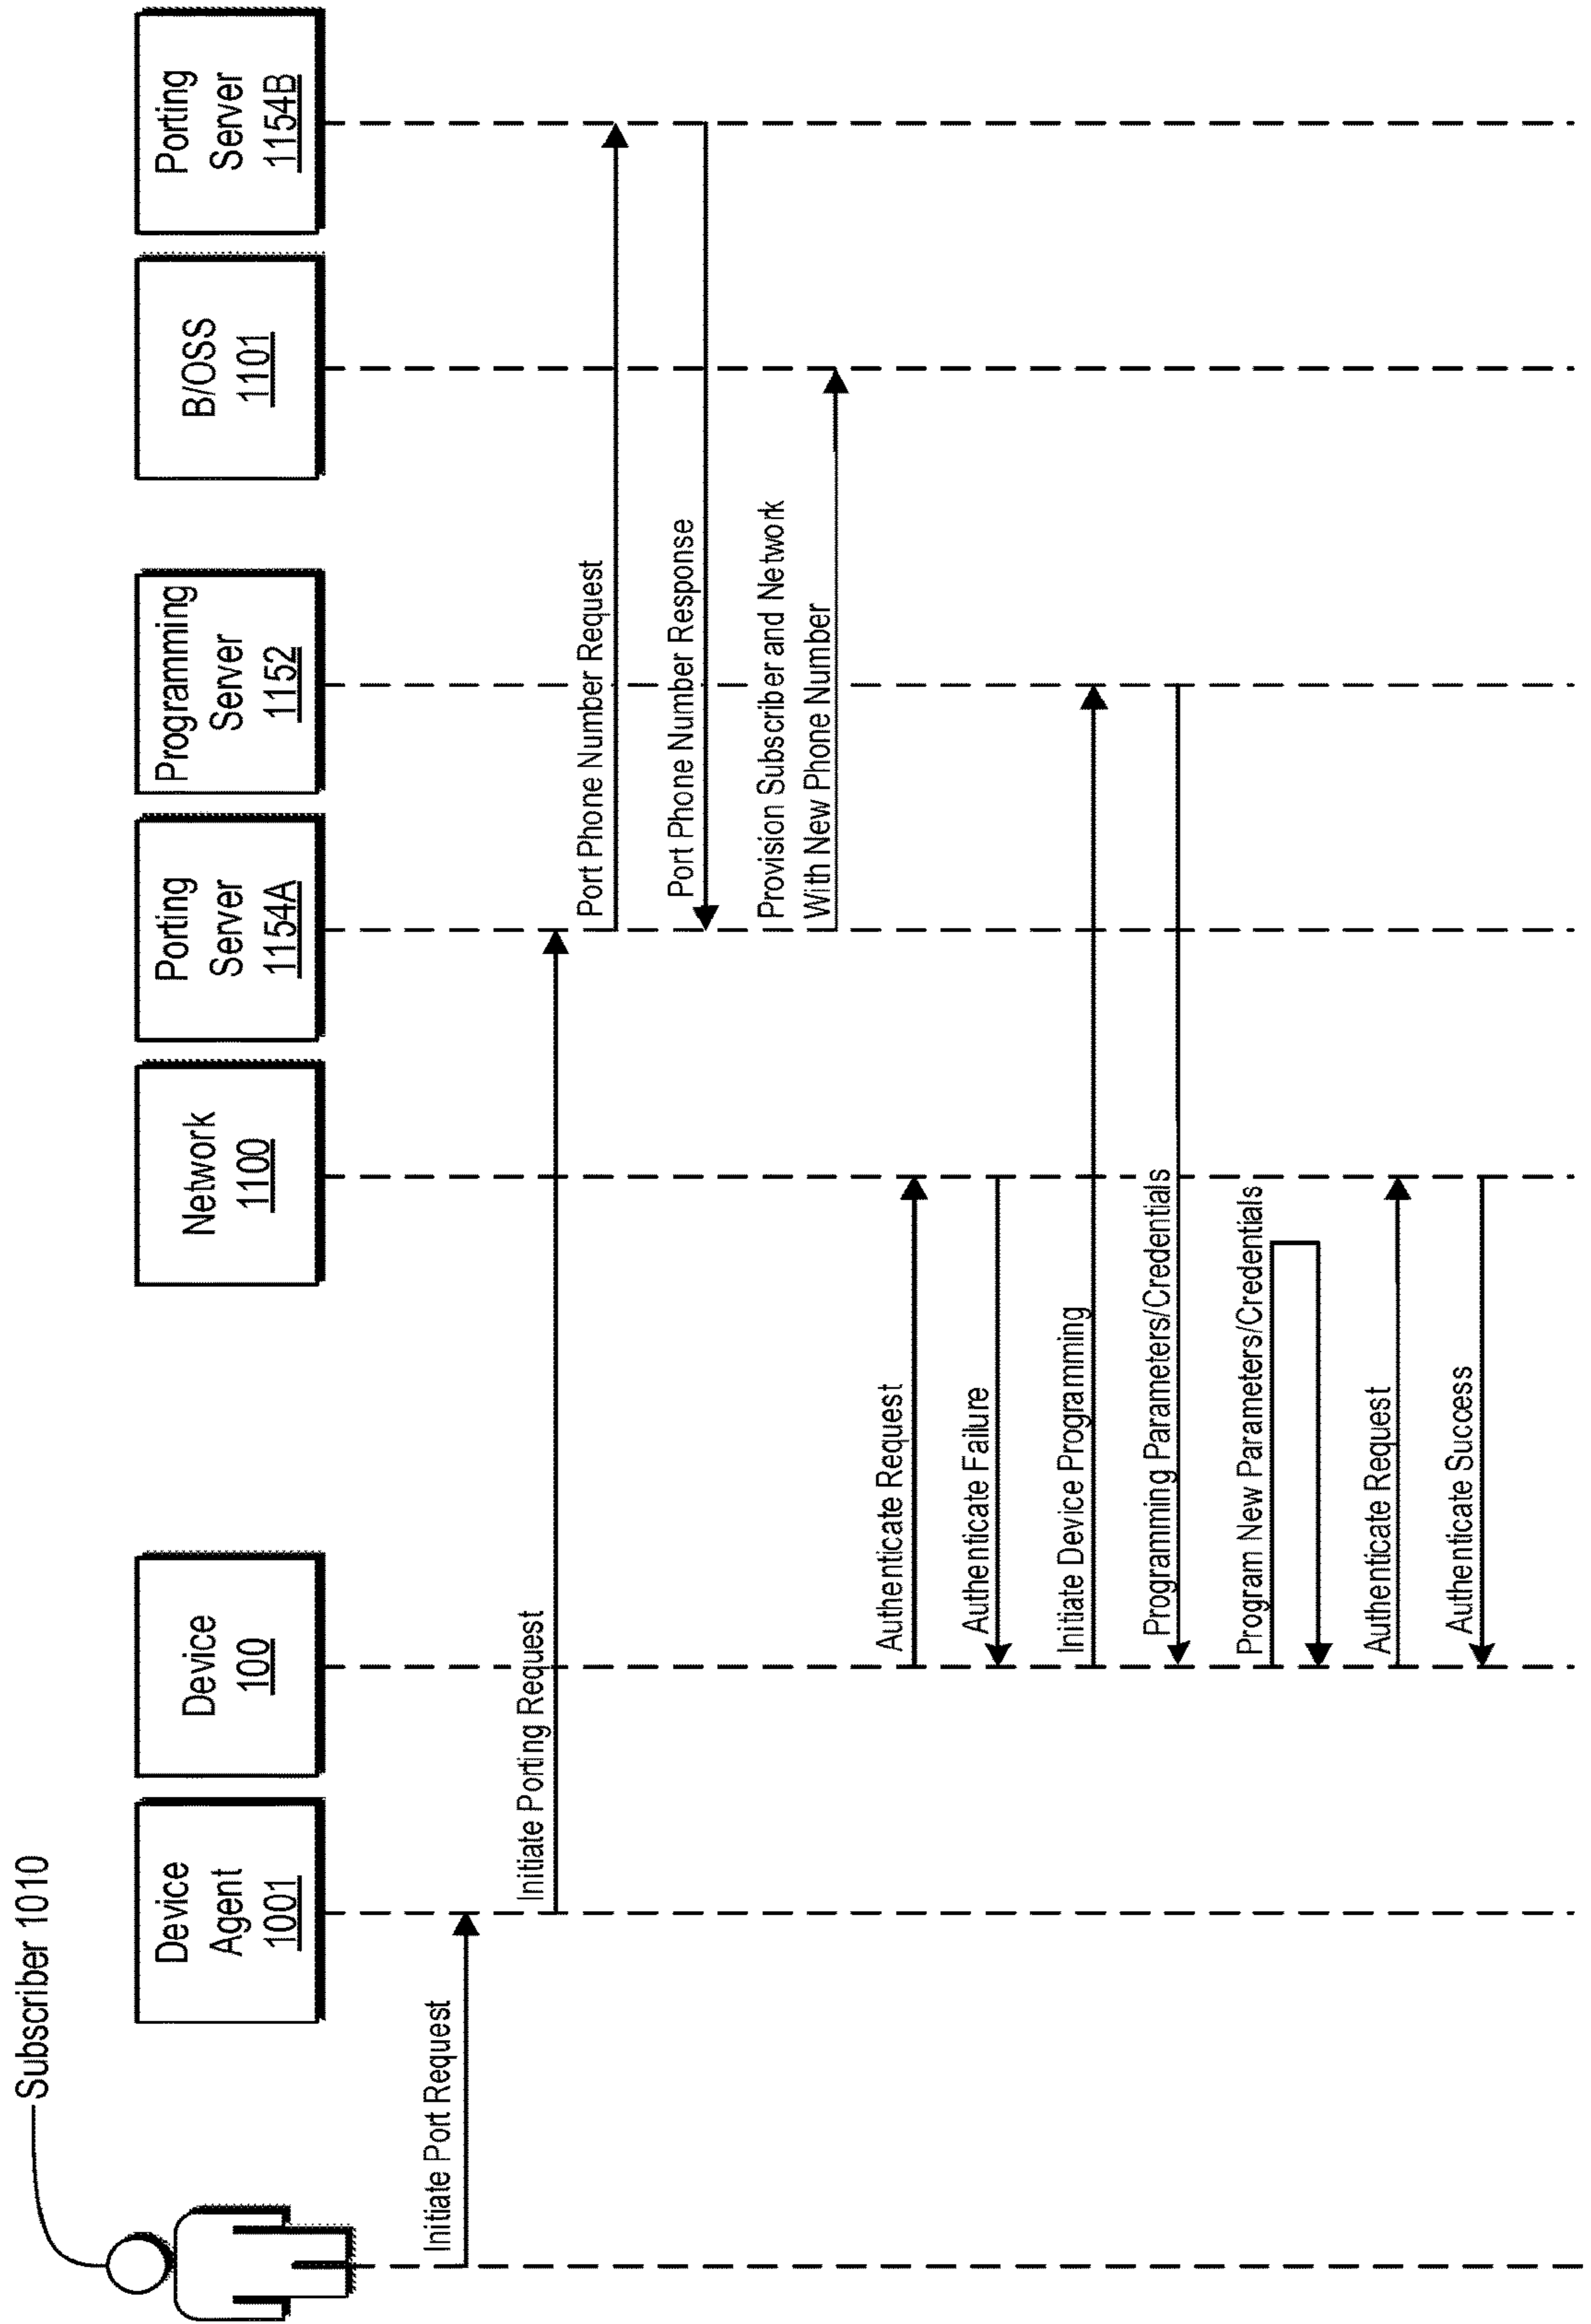 Subscriber 1010
Device
Agent
1001
Device
100
Network
1100
Porting
Server
1154A
Programming
Server
1152
B/OSS
1101
Porting
Server
1154B
Initiate Port Request
Initiate Porting Request
Port Phone Number Request
Port Phone Number Response
Provision Subscriber and Network
With New Phone Number
Authenticate Request
Authenticate Failure
Initiate Device Programming
Programming Parameters/Credentials
Program New Parameters/Credentials
Authenticate Request
Authenticate Success